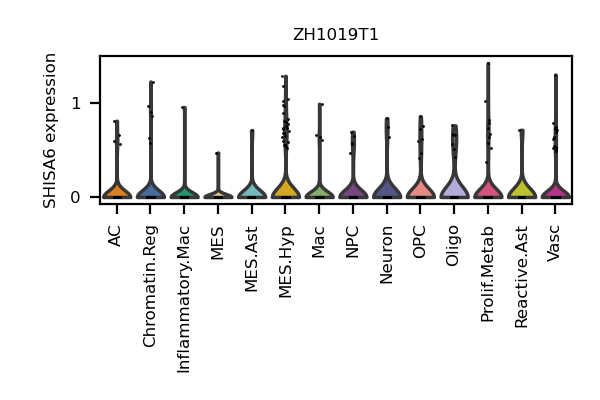 ZH1019T1
SHISA6 expression
1
0
AC
Chromatin.Reg
Inflammatory.Mac
MES
MES.Ast
MES.Hyp
Mac
NPC
Neuron
OPC
Oligo
Prolif.Metab
Reactive.Ast
Vasc